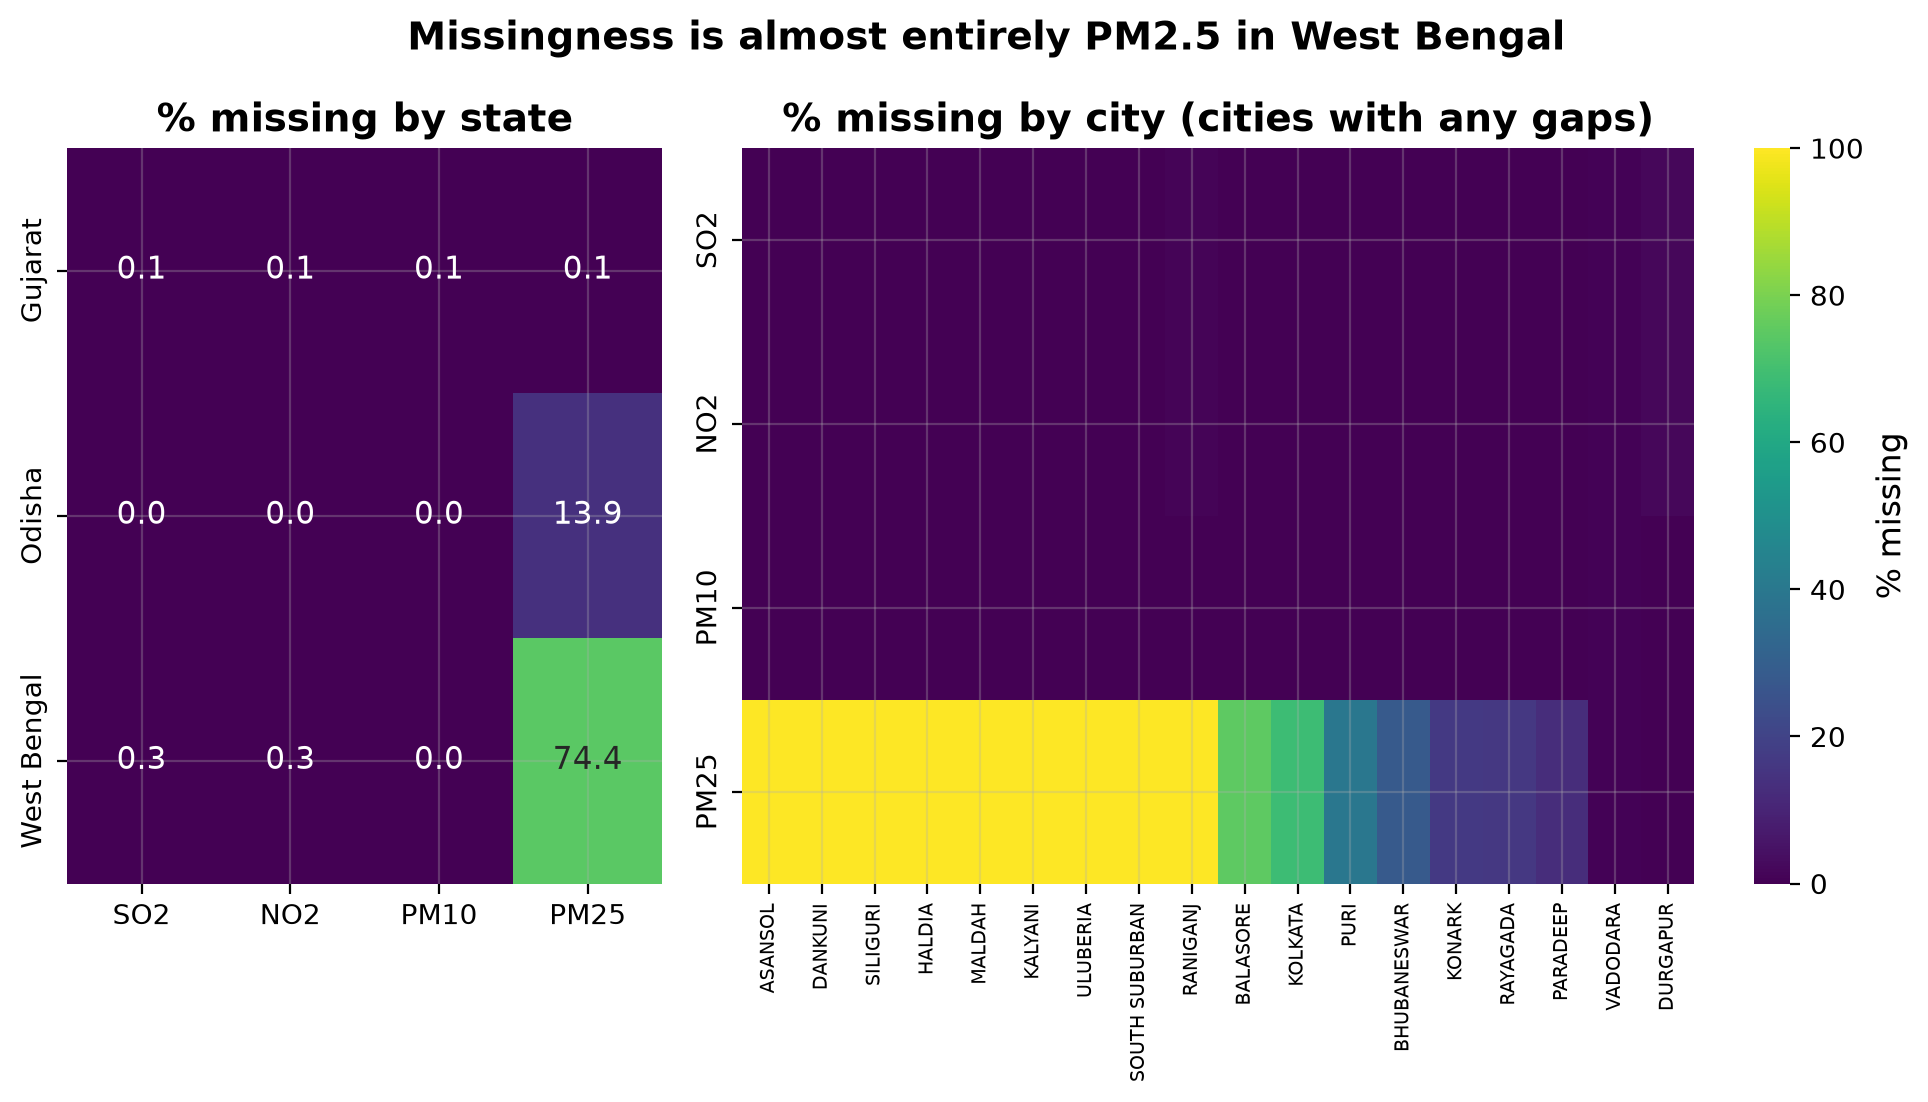 Missingness is almost entirely PM2.5 in West Bengal
% missing by state
Gujarat
Odisha
West Bengal
0.1 0.1 0.1 0.1
0.0 0.0 0.0 13.9
0.3 0.3 0.0 74.4
SO2 NO2 PM10 PM25
% missing by city (cities with any gaps)
SO2
NO2
PM10
PM25
ASANSOL
DANKUNI
SILIGURI
HALDIA
MALDAH
KALYANI
ULUBERIA
SOUTH SUBURBAN
RANIGANJ
BALASORE
KOLKATA
PURI
BHUBANESWAR
KONARK
RAYAGADA
PARADEEP
VADODARA
DURGAPUR
100
80
60
40
20
0
% missing